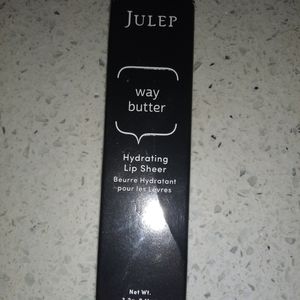 JULEP
way
butter
Hydrating
Lip Sheer
Beurre Hydratant
pour les Lèvres
Net Wt.